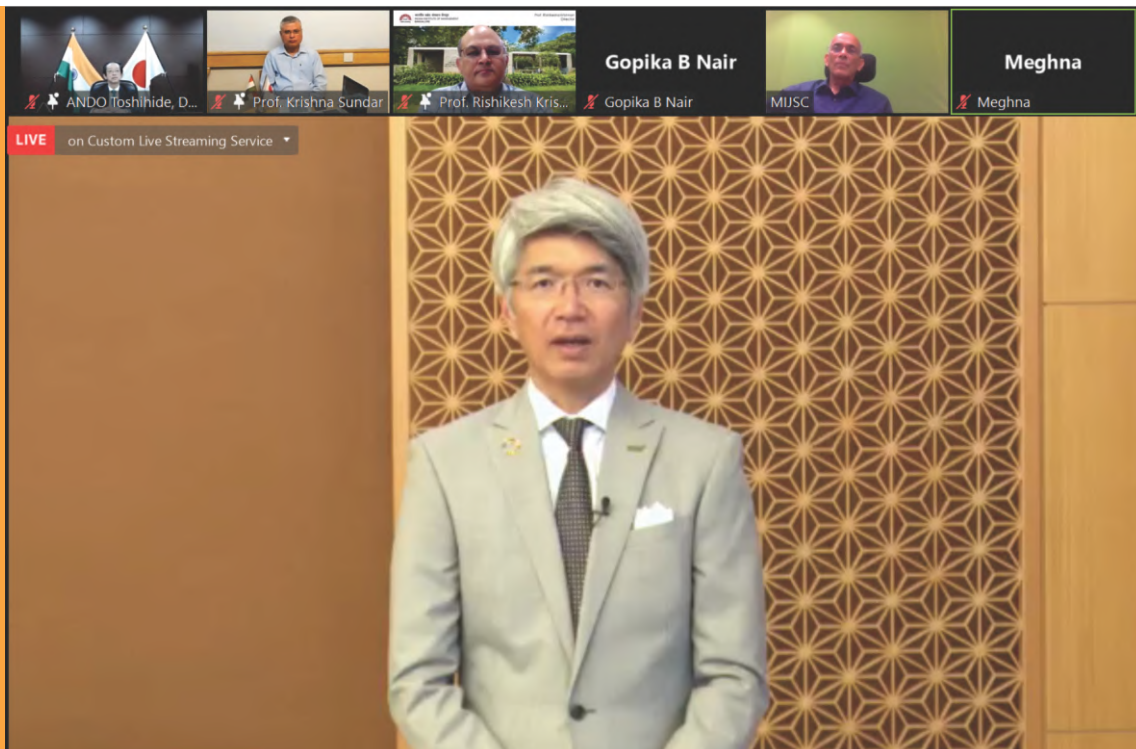 ANDO Toshihide, D...
Prof. Krishna Sundar
Prof. Rishikesh Kris...
Gopika B Nair
Gopika B Nair
MIJSC
Meghna
Meghna
LIVE on Custom Live Streaming Service